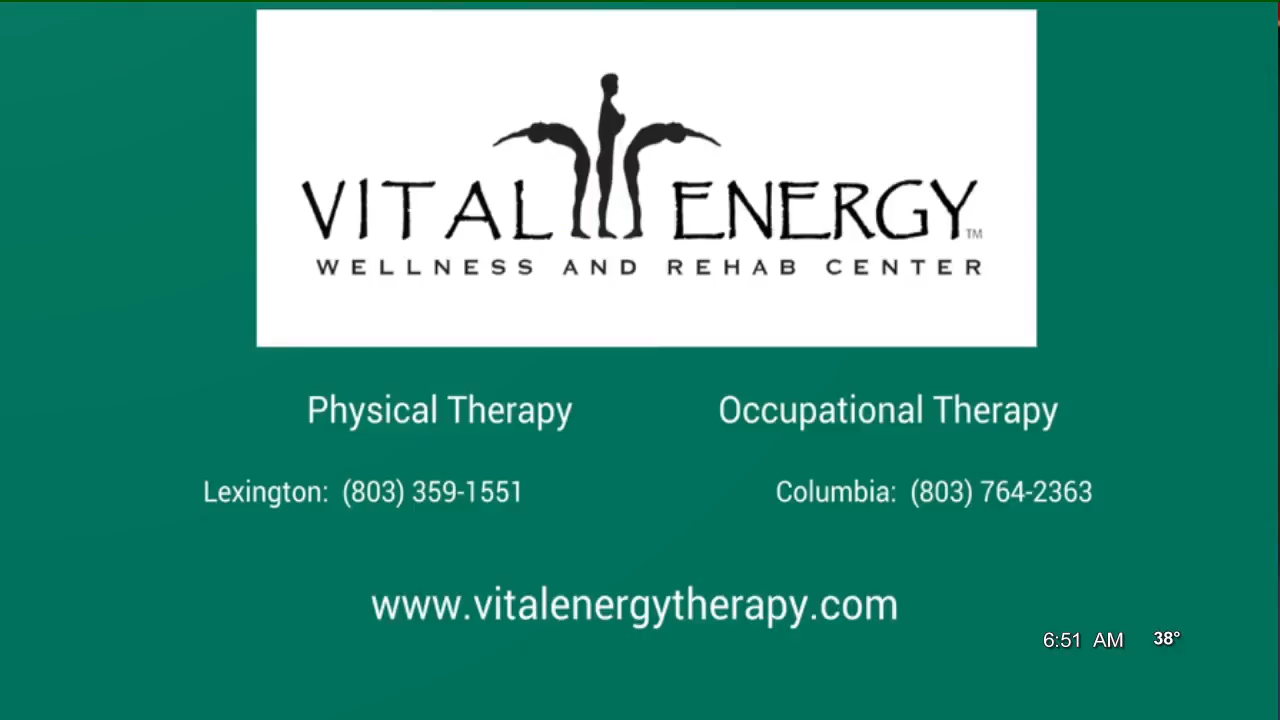 VITAL ENERGY™
WELLNESS AND REHAB CENTER
Physical Therapy Occupational Therapy
Lexington: (803) 359-1551 Columbia: (803) 764-2363
www.vitalenergytherapy.com
6:51 AM 38°